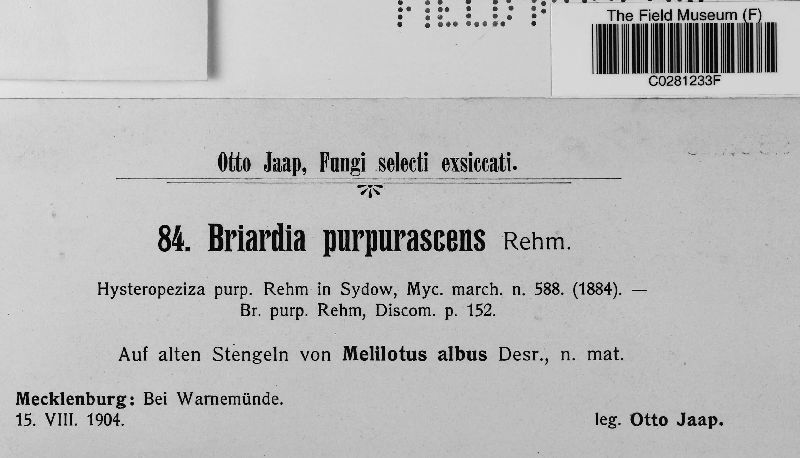 The Field Museum (F)
C0281233F
Otto Jaap, Fungi selecti exsiccati.
84. Briardia purpurascens Rehm.
Hysteropeziza purp. Rehm in Sydow, Myc. march. n. 588. (1884). —
Br. purp. Rehm, Discom. p. 152.
Auf alten Stengeln von Melilotus albus Desr., n. mat.
Mecklenburg: Bei Warnemünde.
15. VIII. 1904.
leg. Otto Jaap.